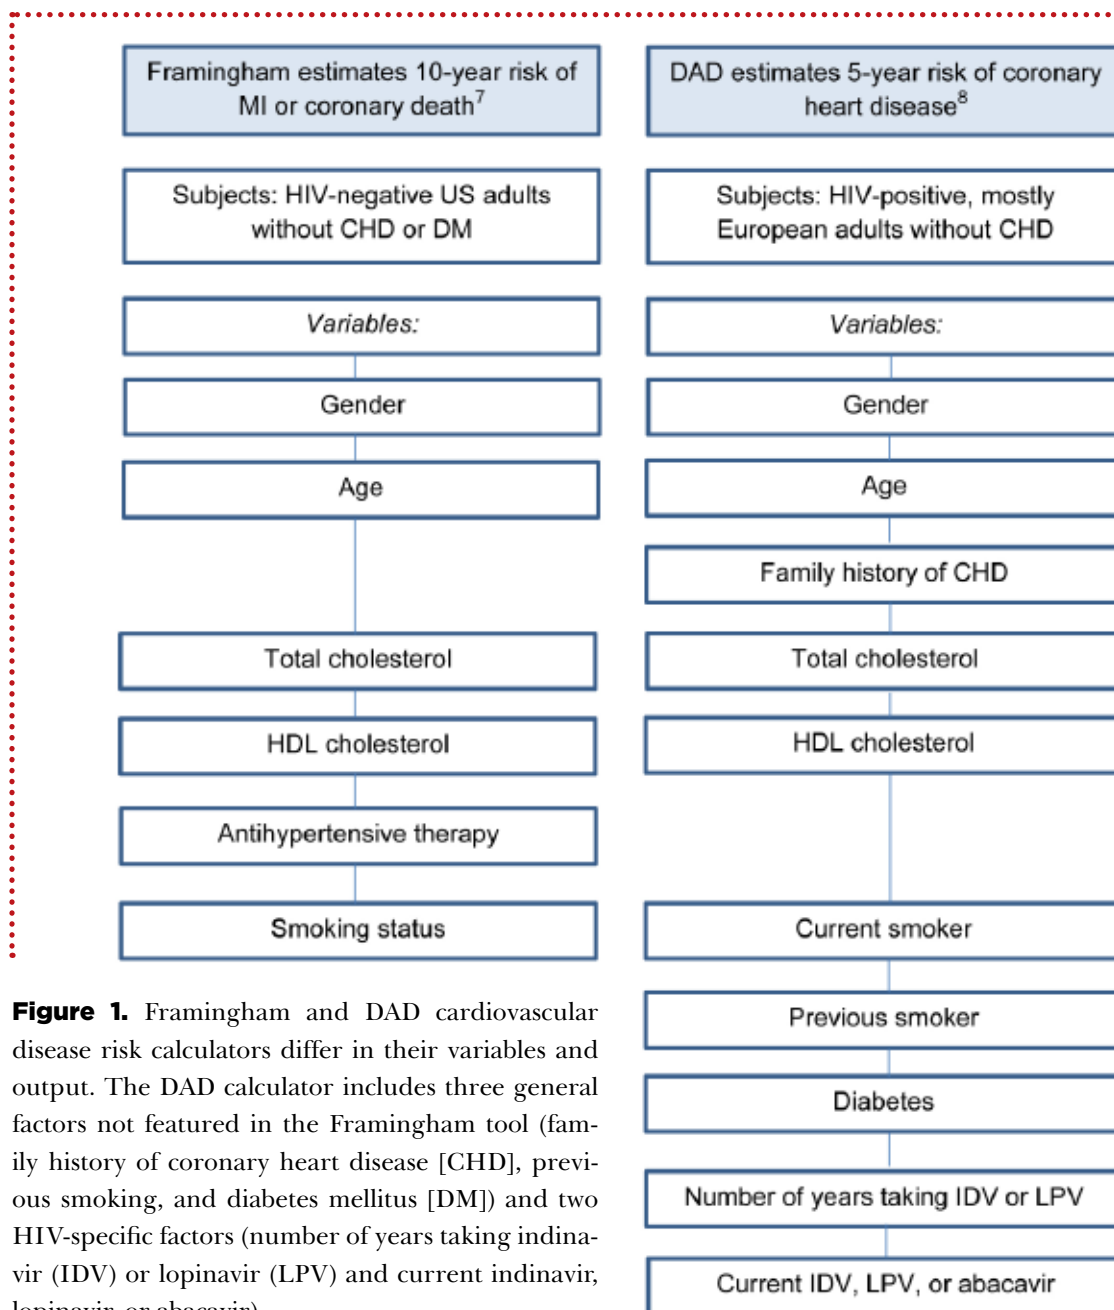 Framingham estimates 10-year risk of
MI or coronary death7
Subjects: HIV-negative US adults
without CHD or DM
Variables:
Gender
Age
Total cholesterol
HDL cholesterol
Antihypertensive therapy
Smoking status
DAD estimates 5-year risk of coronary
heart disease8
Subjects: HIV-positive, mostly
European adults without CHD
Variables:
Gender
Age
Family history of CHD
Total cholesterol
HDL cholesterol
Current smoker
Previous smoker
Diabetes
Number of years taking IDV or LPV
Current IDV, LPV, or abacavir
Figure 1. Framingham and DAD cardiovascular
disease risk calculators differ in their variables and
output. The DAD calculator includes three general
factors not featured in the Framingham tool (fam-
ily history of coronary heart disease [CHD], previ-
ous smoking, and diabetes mellitus [DM]) and two
HIV-specific factors (number of years taking indina-
vir (IDV) or lopinavir (LPV) and current indinavir,
lopinavir, or abacavir)